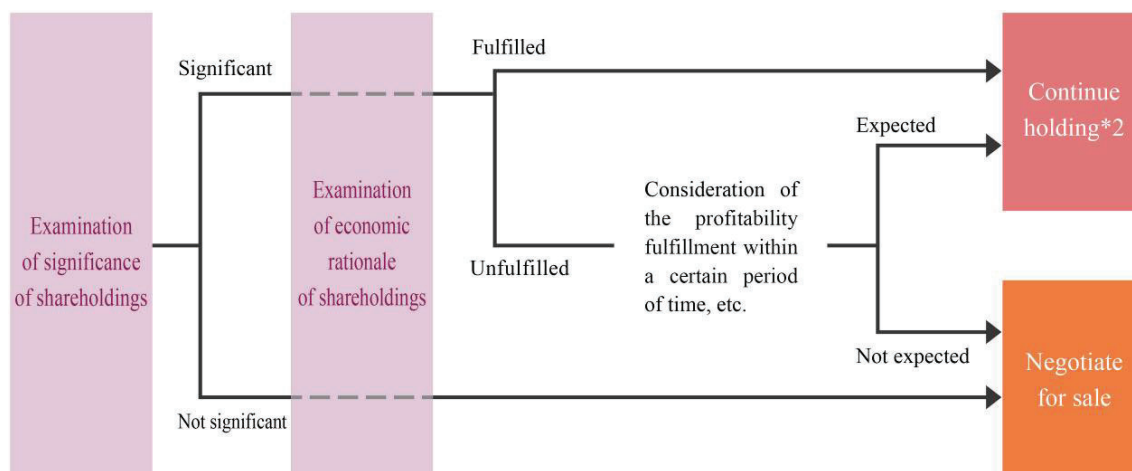 Examination
of significance
of shareholdings
Significant
Not significant
Examination
of economic
rationale
of shareholdings
Fulfilled
Unfulfilled
Consideration of
the profitability
fulfillment within
a certain period
of time, etc.
Expected
Not expected
Continue
holding*2
Negotiate
for sale